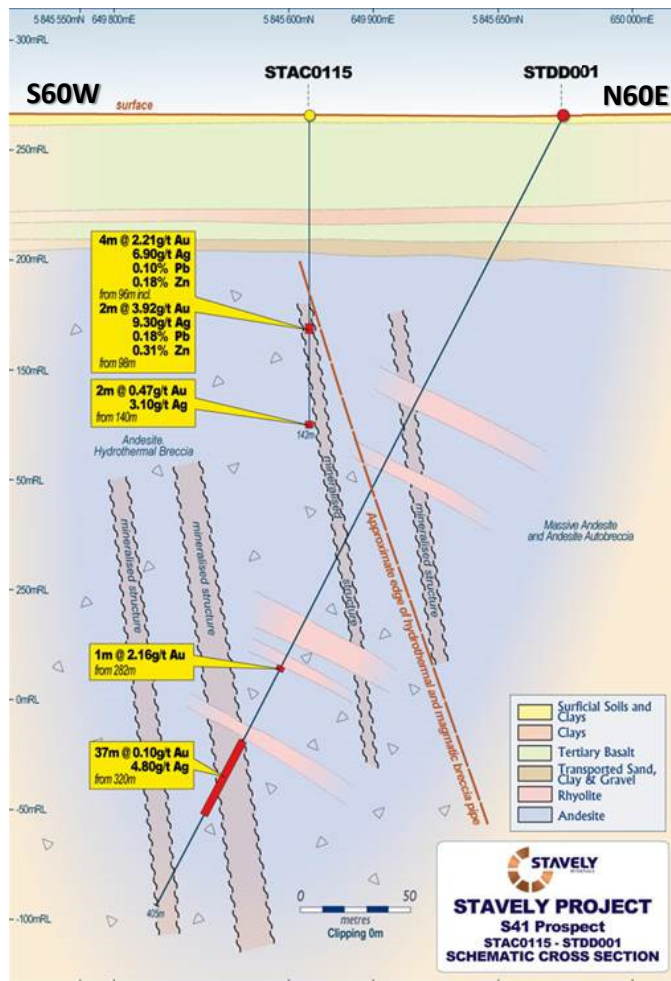 5 845 550mN 649 800mE 5 845 600mN 649 900mE 5 845 650mN 650 000mE
300mRL
STAC0115 STDD001
S60W N60E
surface
250mRL
200mRL
4m @ 2.21g/t Au
6.90g/t Ag
0.10% Pb
0.18% Zn
from 96m incl.
2m @ 3.92g/t Au
9.30g/t Ag
0.18% Pb
0.31% Zn
from 98m
150mRL
2m @ 0.47g/t Au
3.10g/t Ag
from 140m
142m
Andesite,
Hydrothermal Breccia
50mRL
mineralised structure
mineralised structure
mineralised structure
mineralised structure
Approximate edge of hydrothermal and magmatic breccia pipe
Massive Andesite
and Andesite Autobreccia
250mRL
1m @ 2.16g/t Au
from 282m
0mRL
37m @ 0.10g/t Au
4.80g/t Ag
from 320m
-50mRL
405m
-100mRL
Surficial Soils and
Clays
Clays
Tertiary Basalt
Transported Sand,
Clay & Gravel
Rhyolite
Andesite
0 50
metres
Clipping 0m
STAVELY
MINERALS
STAVELY PROJECT
S41 Prospect
STAC0115 - STDD001
SCHEMATIC CROSS SECTION